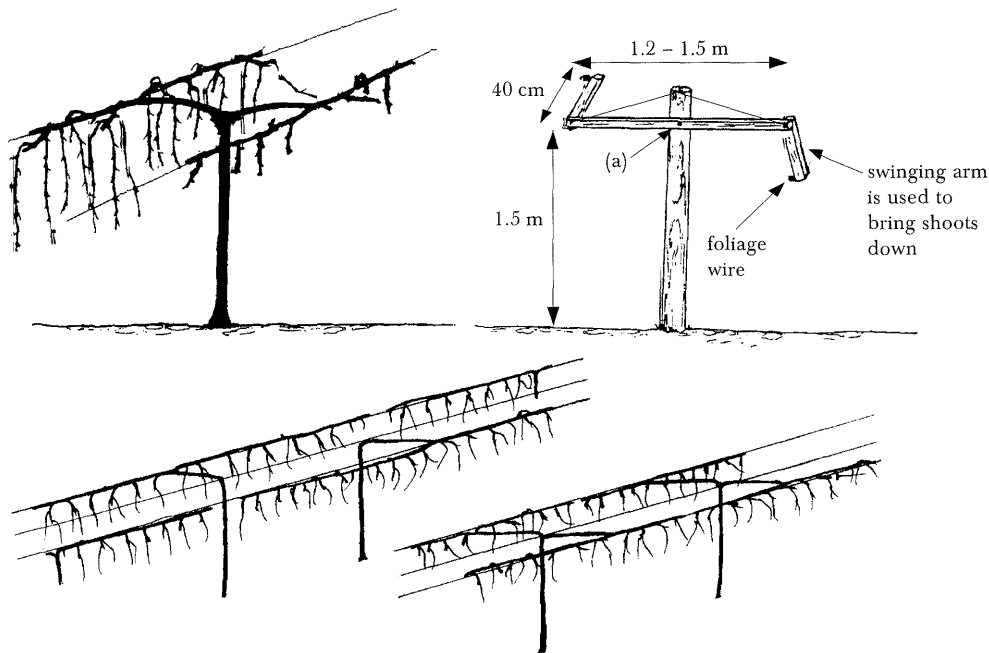 1.2 – 1.5 m
40 cm
(a)
1.5 m
swinging arm
is used to
bring shoots
down
foliage
wire